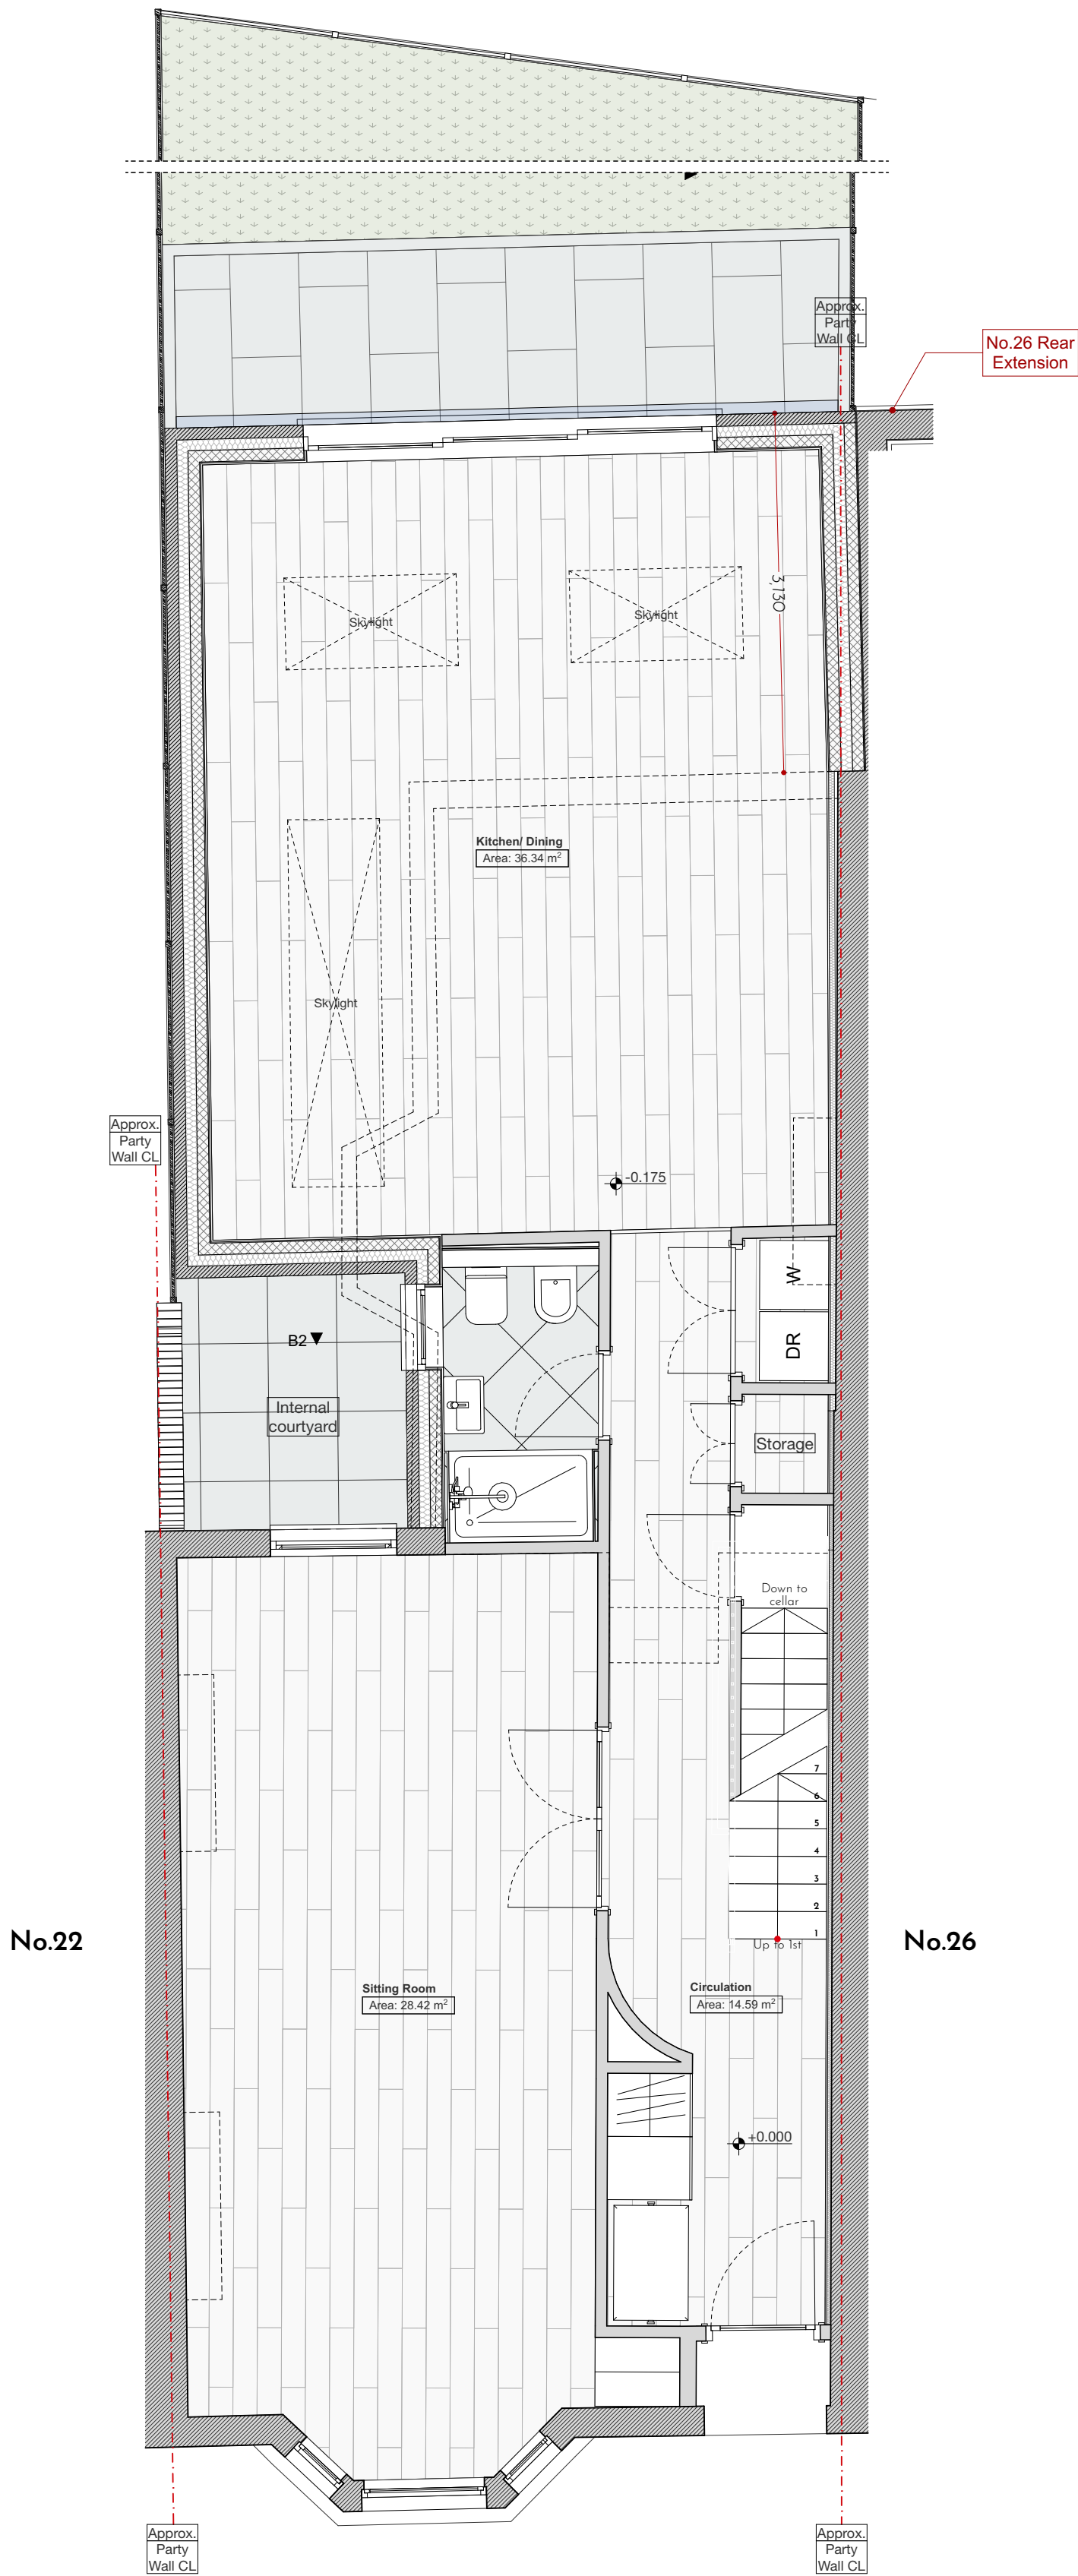 Approx.
Party
Wall CL
No.26 Rear
Extension
Skylight
Skylight
3,130
Kitchen/ Dining
Area: 36.34 m²
Skylight
Approx.
Party
Wall CL
-0.175
W
DR
B2
Internal
courtyard
Storage
Down to
cellar
7
6
5
4
3
2
1
Up to 1st
No.22
No.26
Sitting Room
Area: 28.42 m²
Circulation
Area: 14.59 m²
+0.000
Approx.
Party
Wall CL
Approx.
Party
Wall CL